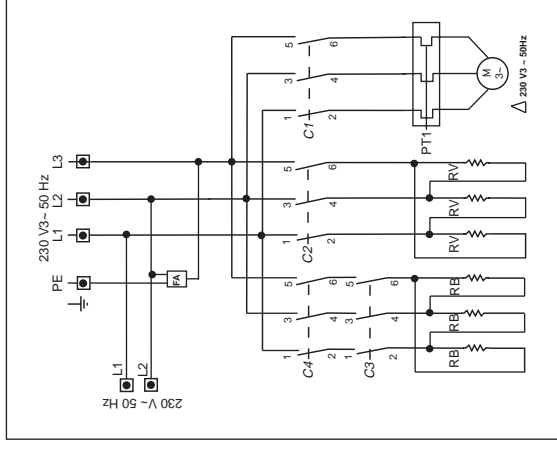 230 V3~ 50 Hz
PE L1 L2 L3
L1
L2
230 V~ 50 Hz
FA
5 3 1
C1
6 4 2
PT1
M
3~
△ 230 V3 ~ 50Hz
5 3 1
C2
6 4 2
RV RV RV
5 3 1
C4
6 4 2
5 3 1
C3
6 4 2
RB RB RB